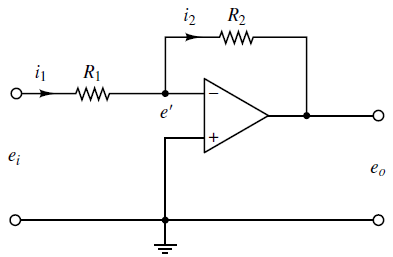 i₂ R₂
i₁ R₁
e′ −
+
eᵢ
eₒ